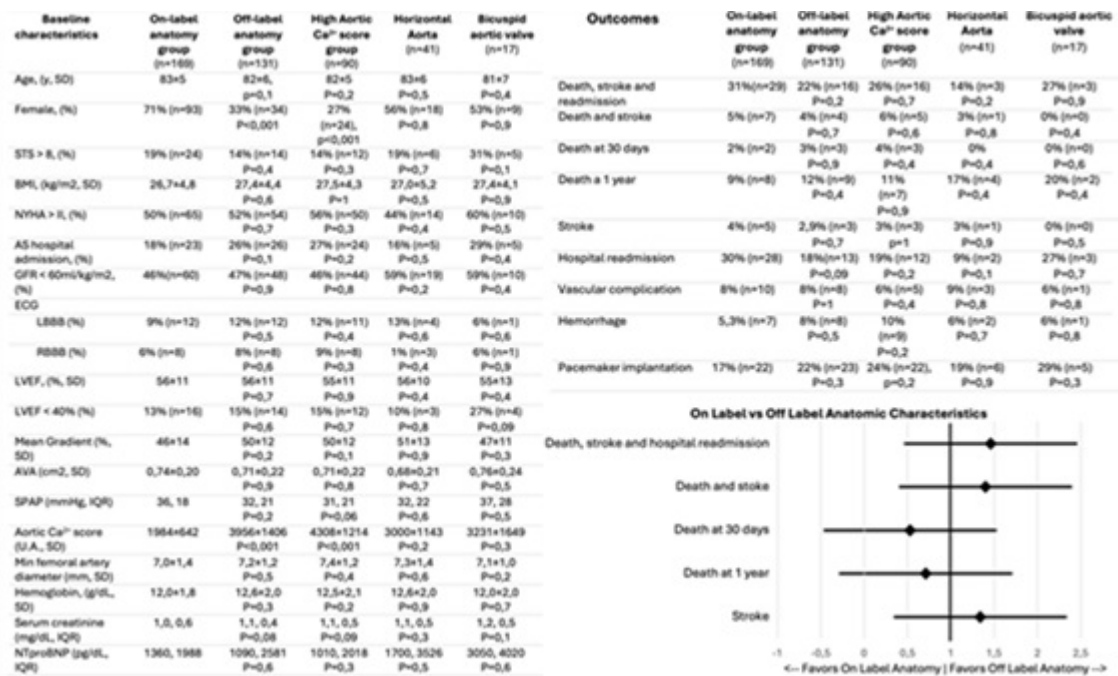 Baseline characteristics On-label anatomy group (n=169) Off-label anatomy group (n=131) High Aortic Ca²⁺ score group (n=90) Horizontal Aorta (n=41) Bicuspid aortic valve (n=17)
Age, (y, SD) 83±5 82±6, p=0,1 82±5 P=0,2 83±6 P=0,5 81±7 P=0,4
Female, (%) 71% (n=93) 33% (n=34) P<0,001 27% (n=24), p<0,001 56% (n=18) P=0,8 53% (n=9) P=0,9
STS > 8, (%) 19% (n=24) 14% (n=14) P=0,4 14% (n=12) P=0,3 19% (n=6) P=0,7 31% (n=5) P=0,1
BMI, (kg/m2, SD) 26,7±4,8 27,4±4,4 P=0,6 27,5±4,3 P=1 27,0±5,2 P=0,5 27,4±4,1 P=0,9
NYHA > II, (%) 50% (n=65) 52% (n=54) P=0,7 56% (n=50) P=0,3 44% (n=14) P=0,4 60% (n=10) P=0,5
AS hospital admission, (%) 18% (n=23) 26% (n=26) P=0,1 27% (n=24) P=0,2 16% (n=5) P=0,5 29% (n=5) P=0,4
GFR < 60ml/kg/m2, (%) 46%(n=60) 47% (n=48) P=0,9 46% (n=44) P=0,8 59% (n=19) P=0,2 59% (n=10) P=0,4
ECG
LBBB (%) 9% (n=12) 12% (n=12) P=0,5 12% (n=11) P=0,4 13% (n=4) P=0,6 6% (n=1) P=0,6
RBBB (%) 6% (n=8) 8% (n=8) P=0,6 9% (n=8) P=0,3 1% (n=3) P=0,4 6% (n=1) P=0,9
LVEF, (%, SD) 56±11 56±11 P=0,7 55±11 P=0,9 56±10 P=0,4 55±13 P=0,4
LVEF < 40% (%) 13% (n=16) 15% (n=14) P=0,6 15% (n=12) P=0,7 10% (n=3) P=0,8 27% (n=4) P=0,09
Mean Gradient (%, SD) 46±14 50±12 P=0,2 50±12 P=0,1 51±13 P=0,9 47±11 P=0,3
AVA (cm2, SD) 0,74±0,20 0,71±0,22 P=0,9 0,71±0,22 P=0,8 0,68±0,21 P=0,7 0,76±0,24 P=0,5
SPAP (mmHg, IQR) 36, 18 32, 21 P=0,2 31, 21 P=0,06 32, 22 P=0,6 37, 28 P=0,5
Aortic Ca²⁺ score (U.A., SD) 1984±642 3956±1406 P<0,001 4308±1214 P<0,001 3000±1143 P=0,2 3231±1649 P=0,3
Min femoral artery diameter (mm, SD) 7,0±1,4 7,2±1,2 P=0,5 7,4±1,2 P=0,4 7,3±1,4 P=0,6 7,1±1,0 P=0,2
Hemoglobin, (g/dL, SD) 12,0±1,8 12,6±2,0 P=0,3 12,5±2,1 P=0,2 12,6±2,0 P=0,9 12,0±2,0 P=0,7
Serum creatinine (mg/dL, IQR) 1,0, 0,6 1,1, 0,4 P=0,08 1,1, 0,5 P=0,09 1,1, 0,5 P=0,3 1,2, 0,5 P=0,1
NTproBNP (pg/dL, IQR) 1360, 1988 1090, 2581 P=0,6 1010, 2018 P=0,3 1700, 3526 P=0,5 3050, 4020 P=0,6
Outcomes On-label anatomy group (n=169) Off-label anatomy group (n=131) High Aortic Ca²⁺ score group (n=90) Horizontal Aorta (n=41) Bicuspid aortic valve (n=17)
Death, stroke and readmission 31%(n=29) 22% (n=16) P=0,2 26% (n=16) P=0,7 14% (n=3) P=0,2 27% (n=3) P=0,9
Death and stroke 5% (n=7) 4% (n=4) P=0,7 6% (n=5) P=0,6 3% (n=1) P=0,8 0% (n=0) P=0,4
Death at 30 days 2% (n=2) 3% (n=3) P=0,9 4% (n=3) P=0,4 0% P=0,4 0% (n=0) P=0,6
Death a 1 year 9% (n=8) 12% (n=9) P=0,4 11% (n=7) P=0,9 17% (n=4) P=0,4 20% (n=2) P=0,4
Stroke 4% (n=5) 2,9% (n=3) P=0,7 3% (n=3) p=1 3% (n=1) P=0,9 0% (n=0) P=0,5
Hospital readmission 30% (n=28) 18%(n=13) P=0,09 19% (n=12) P=0,2 9% (n=2) P=0,1 27% (n=3) P=0,7
Vascular complication 8% (n=10) 8% (n=8) P=1 6% (n=5) P=0,4 9% (n=3) P=0,8 6% (n=1) P=0,8
Hemorrhage 5,3% (n=7) 8% (n=8) P=0,5 10% (n=9) P=0,2 6% (n=2) P=0,7 6% (n=1) P=0,8
Pacemaker implantation 17% (n=22) 22% (n=23) P=0,3 24% (n=22), p=0,2 19% (n=6) P=0,9 29% (n=5) P=0,3
On Label vs Off Label Anatomic Characteristics
Death, stroke and hospital readmission
Death and stoke
Death at 30 days
Death at 1 year
Stroke
-1 -0,5 0 0,5 1 1,5 2 2,5
<-- Favors On Label Anatomy | Favors Off Label Anatomy -->